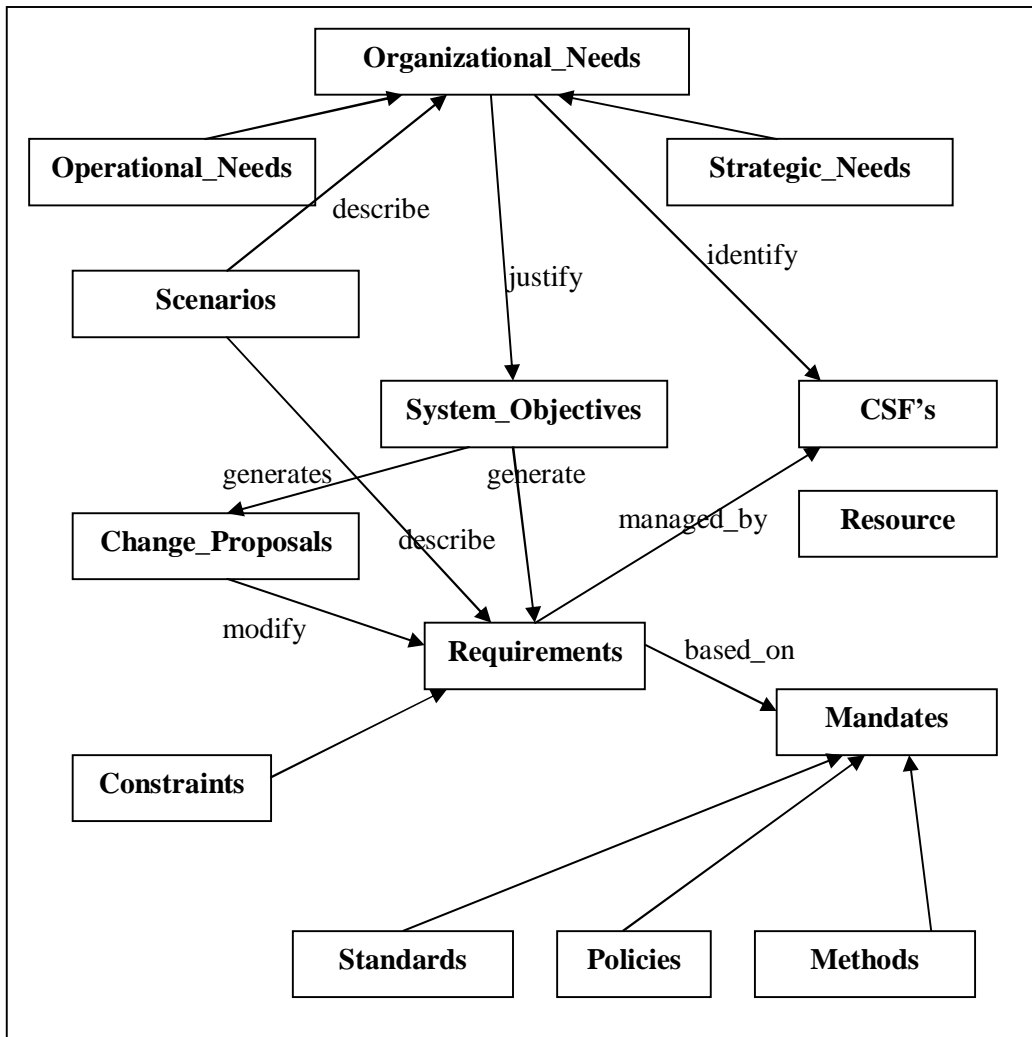 Organizational_Needs
Operational_Needs
Strategic_Needs
describe
identify
justify
Scenarios
System_Objectives
CSF’s
generates
generate
managed_by
Resource
Change_Proposals
describe
modify
Requirements
based_on
Mandates
Constraints
Standards
Policies
Methods